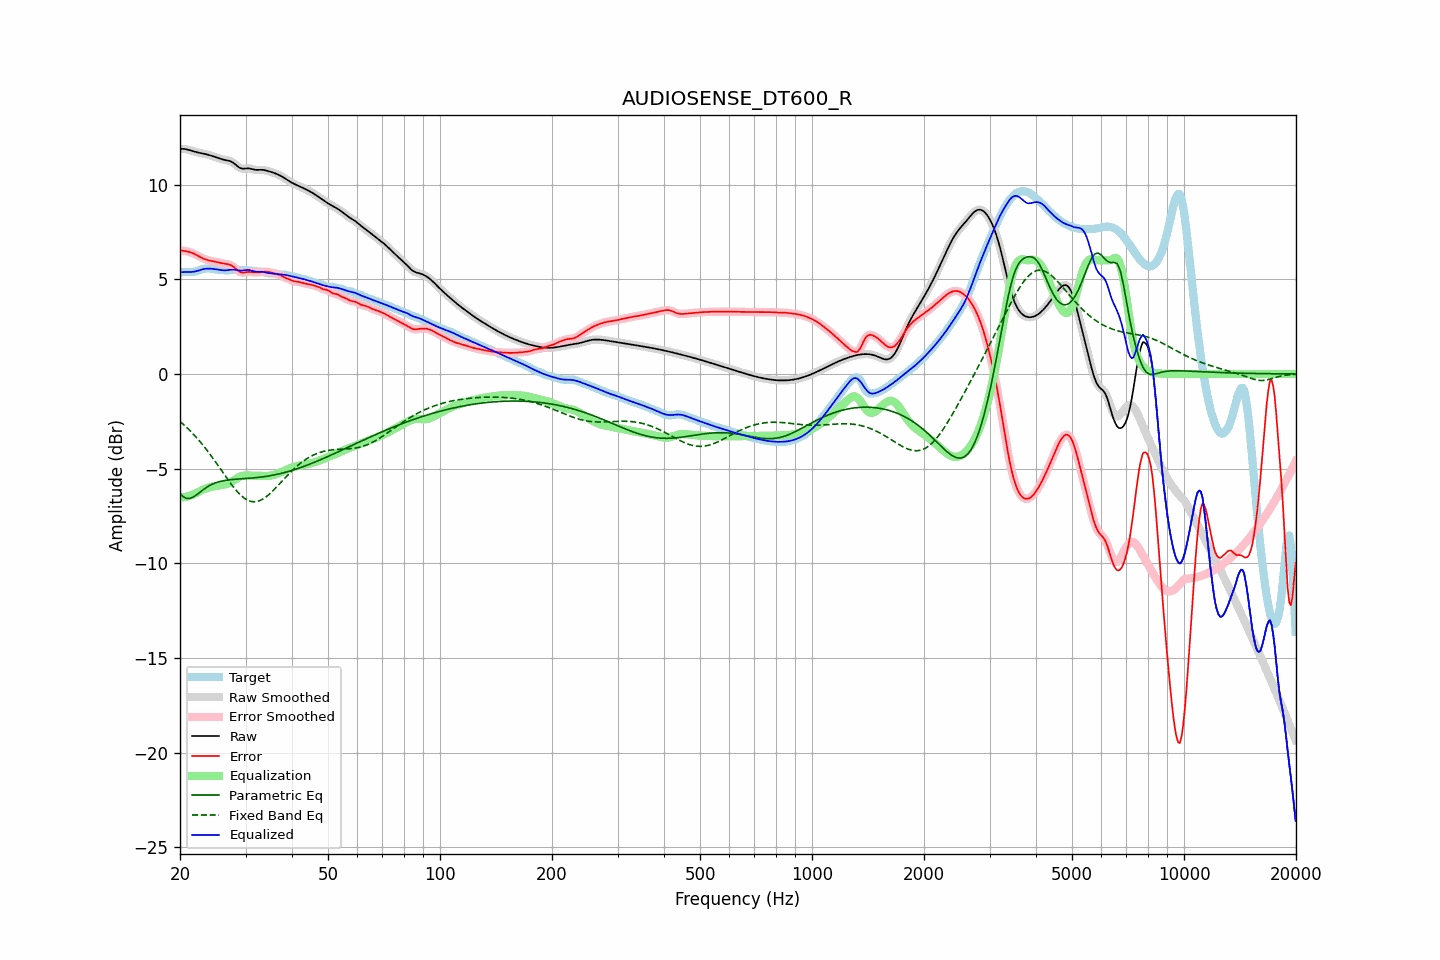 AUDIOSENSE_DT600_R
Amplitude (dBr)
10
5
0
−5
−10
−15
−20
−25
Target
Raw Smoothed
Error Smoothed
Raw
Error
Equalization
Parametric Eq
Fixed Band Eq
Equalized
20 50 100 200 500 1000 2000 5000 10000 20000
Frequency (Hz)